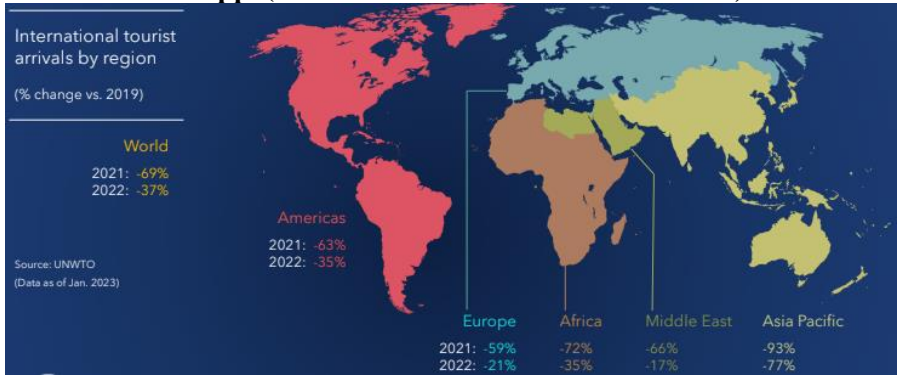 International tourist
arrivals by region
(% change vs. 2019)
World
2021: -69%
2022: -37%
Americas
2021: -63%
2022: -35%
Source: UNWTO
(Data as of Jan. 2023)
Europe Africa Middle East Asia Pacific
2021: -59% -72% -66% -93%
2022: -21% -35% -17% -77%